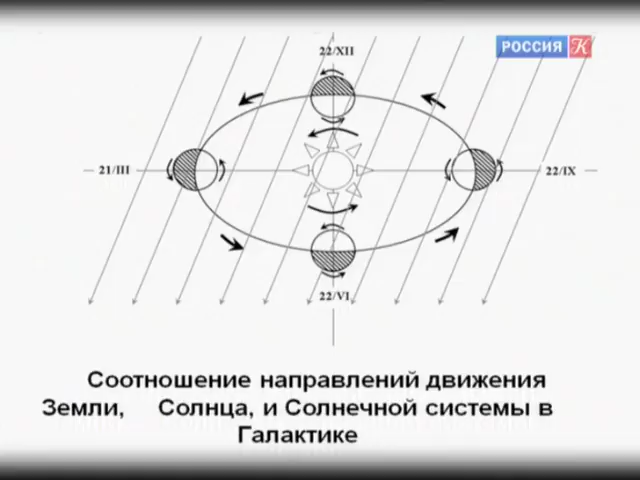 22/XII
РОССИЯ К
21/III
22/IX
22/VI
Соотношение направлений движения
Земли, Солнца, и Солнечной системы в
Галактике